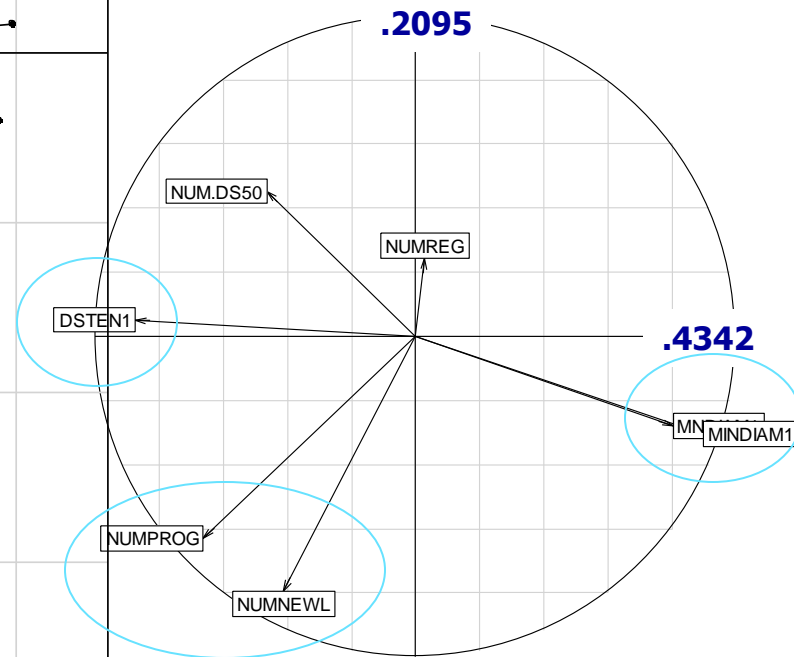 .2095
NUM.DS50
NUMREG
DSTEN1
.4342
MINDIAM1
NUMPROG
NUMNEWL